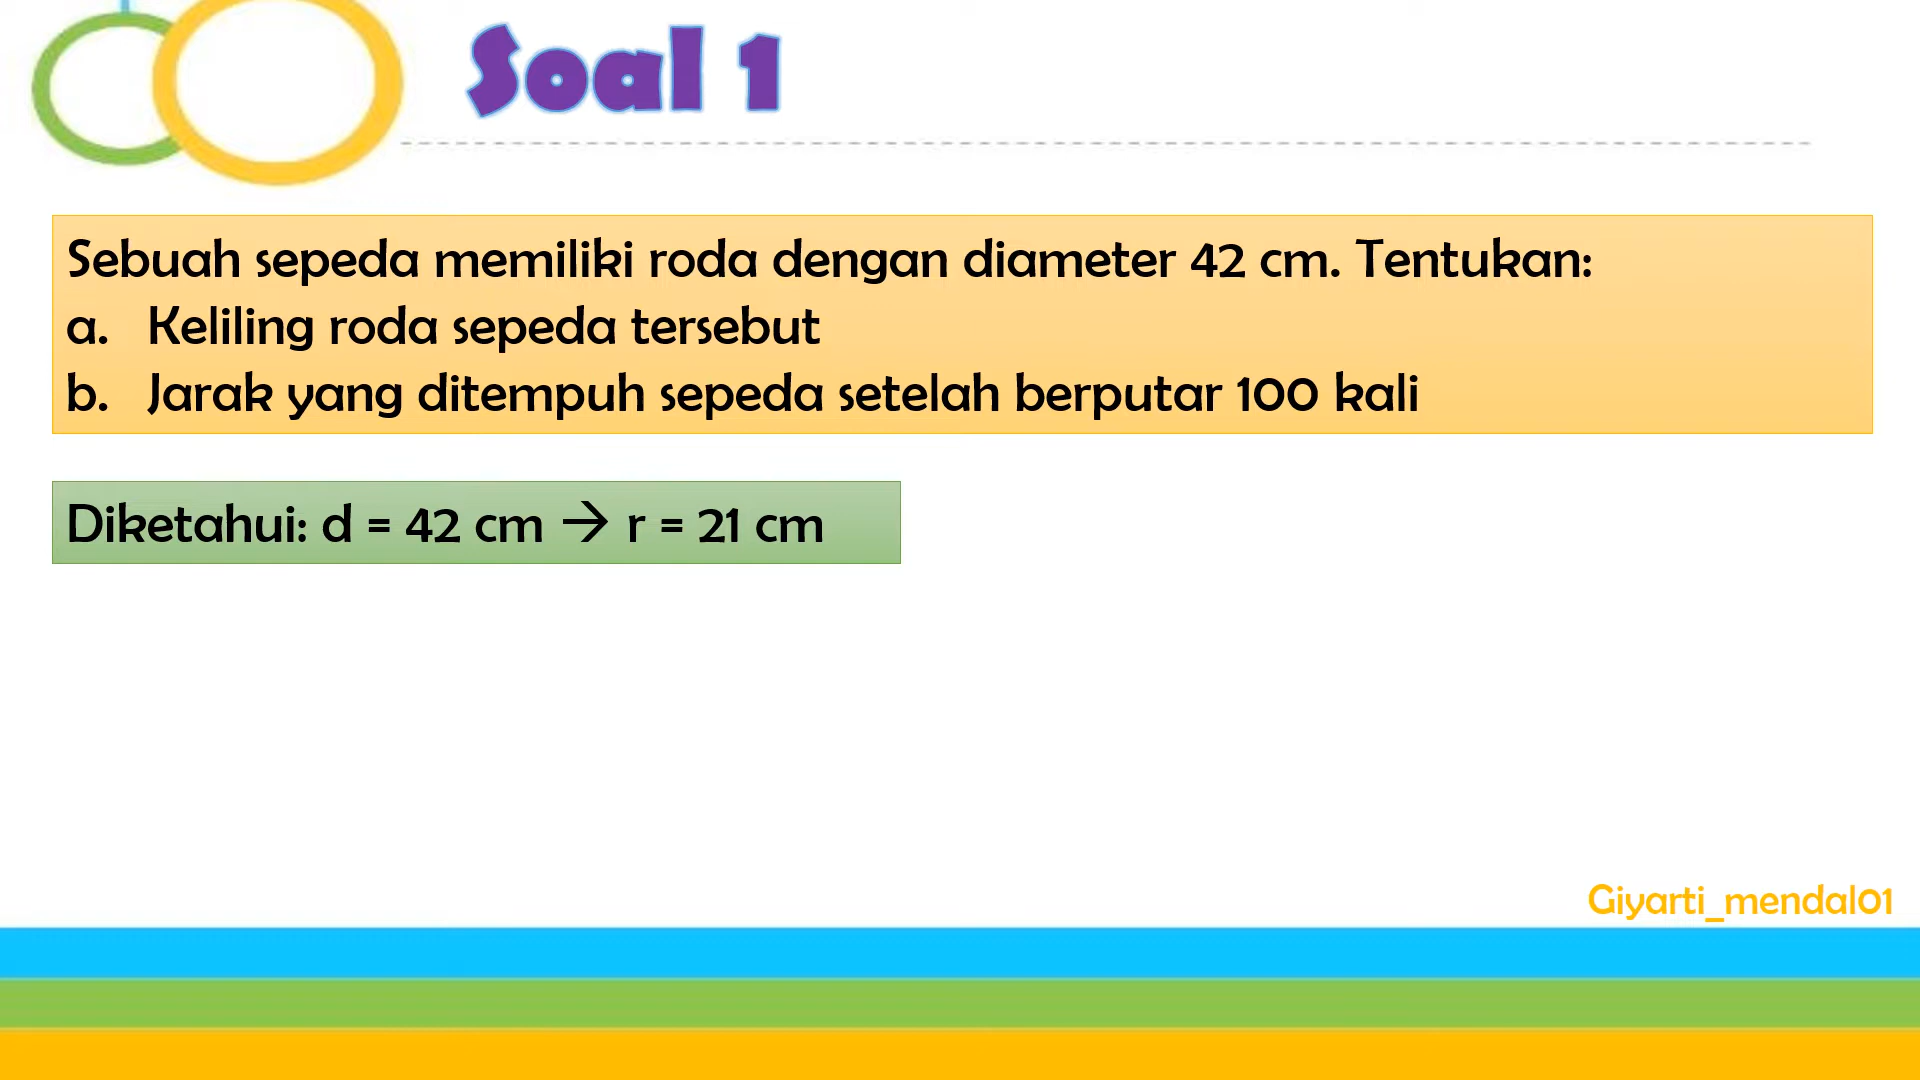 Soal 1
Sebuah sepeda memiliki roda dengan diameter 42 cm. Tentukan:
a. Keliling roda sepeda tersebut
b. Jarak yang ditempuh sepeda setelah berputar 100 kali
Diketahui: d = 42 cm → r = 21 cm
Giyarti_mendal01